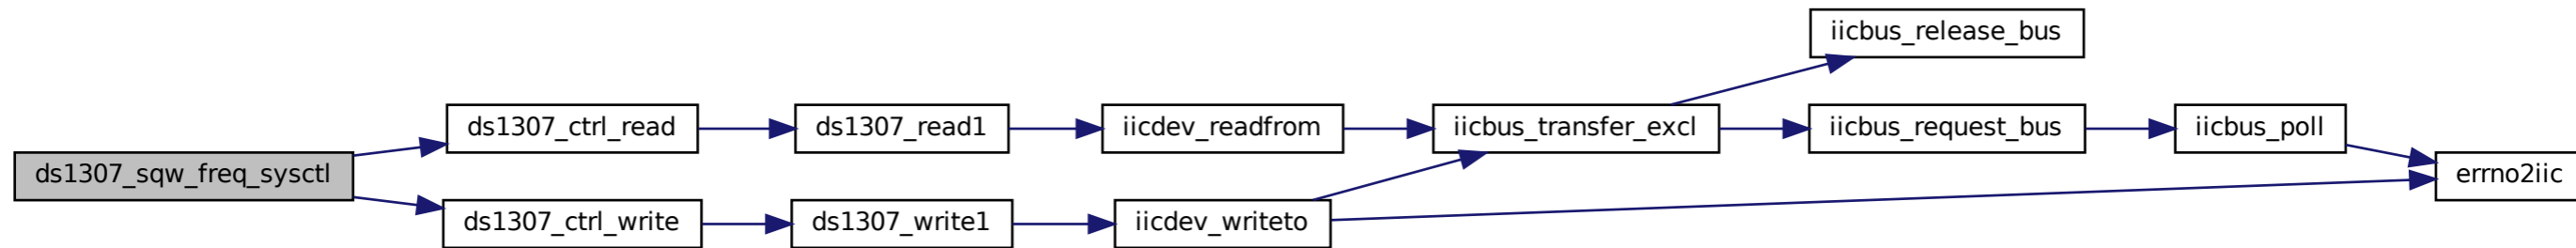 iicbus_release_bus
ds1307_ctrl_read
ds1307_read1
iicdev_readfrom
iicbus_transfer_excl
iicbus_request_bus
iicbus_poll
ds1307_sqw_freq_sysctl
errno2iic
ds1307_ctrl_write
ds1307_write1
iicdev_writeto